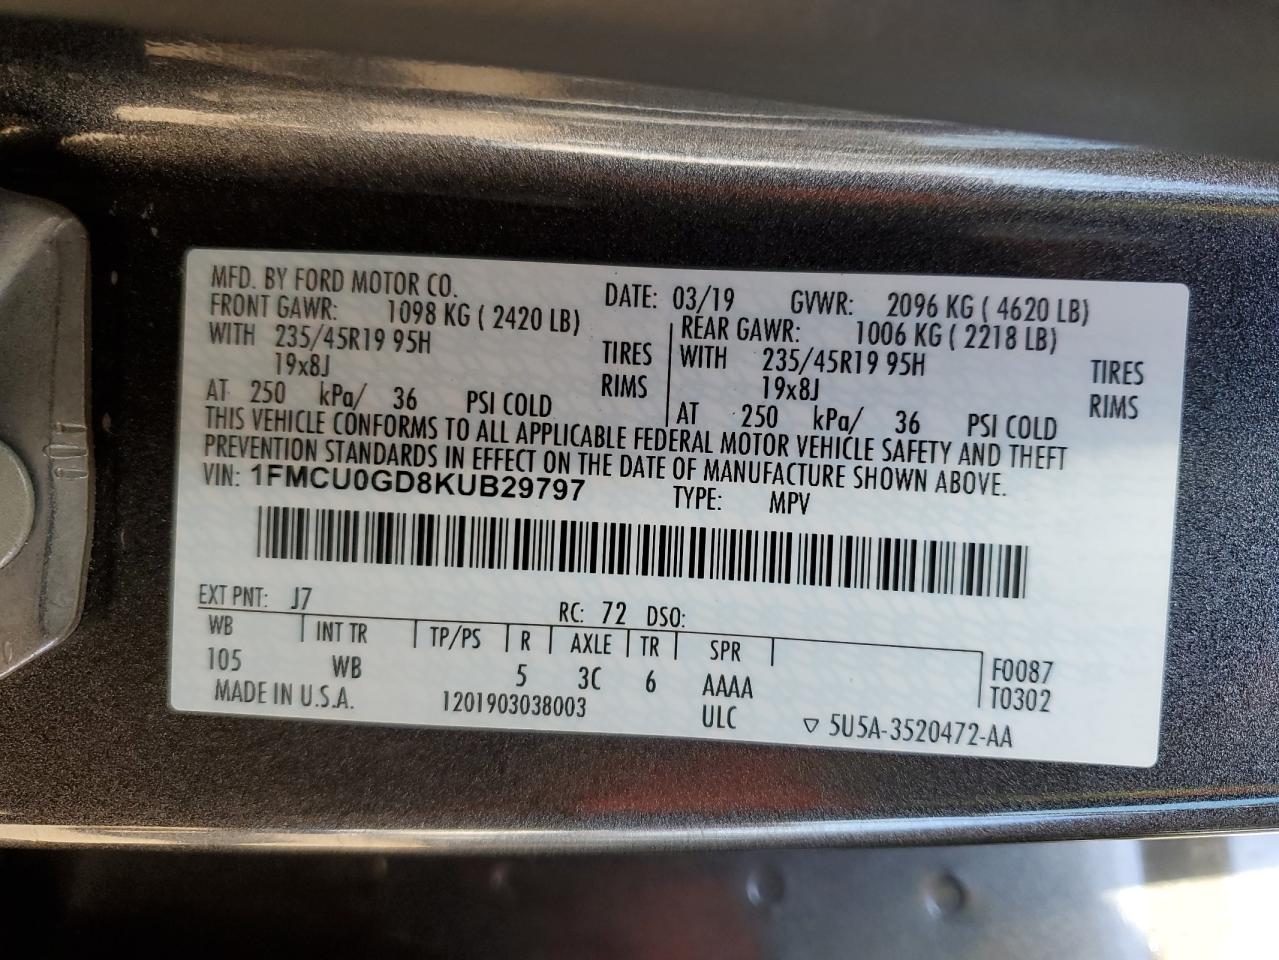 MFD. BY FORD MOTOR CO. DATE: 03/19 GVWR: 2096 KG ( 4620 LB)
FRONT GAWR: 1098 KG ( 2420 LB) REAR GAWR: 1006 KG ( 2218 LB)
WITH 235/45R19 95H TIRES WITH 235/45R19 95H TIRES
19x8J RIMS 19x8J RIMS
AT 250 kPa/ 36 PSI COLD AT 250 kPa/ 36 PSI COLD
THIS VEHICLE CONFORMS TO ALL APPLICABLE FEDERAL MOTOR VEHICLE SAFETY AND THEFT
PREVENTION STANDARDS IN EFFECT ON THE DATE OF MANUFACTURE SHOWN ABOVE.
VIN: 1FMCU0GD8KUB29797 TYPE: MPV
EXT PNT: J7 RC: 72 DSO:
WB INT TR TP/PS R AXLE TR SPR F0087
105 WB 5 3C 6 AAAA T0302
MADE IN U.S.A. 1201903038003 ULC ▽ 5U5A-3520472-AA